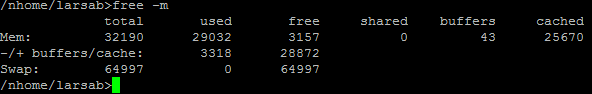 /nhome/larsab>free -m
             total       used       free     shared    buffers     cached
Mem:         32190      29032       3157          0         43      25670
-/+ buffers/cache:       3318      28872
Swap:        64997          0      64997
/nhome/larsab>